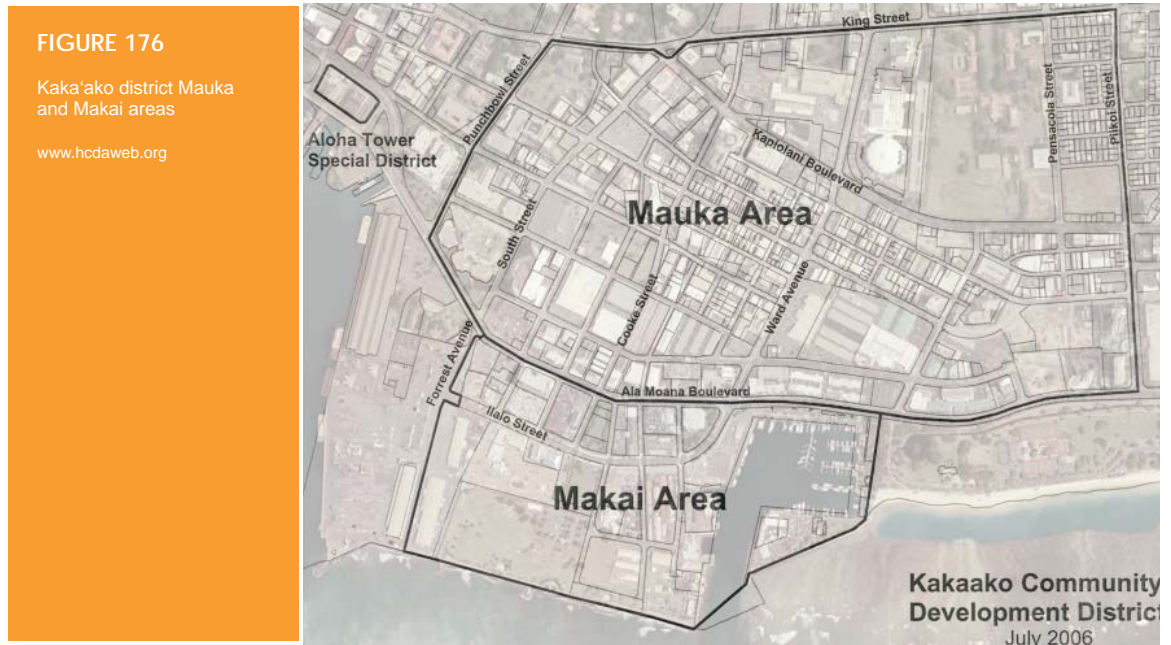 FIGURE 176
Kaka‘ako district Mauka
and Makai areas
www.hcdaweb.org
King Street
Punchbowl Street
Pensacola Street
Piikoi Street
Aloha Tower
Special District
Kapiolani Boulevard
Mauka Area
South Street
Cooke Street
Ward Avenue
Forrest Avenue
Ala Moana Boulevard
Ilalo Street
Makai Area
Kakaako Community
Development District
July 2006